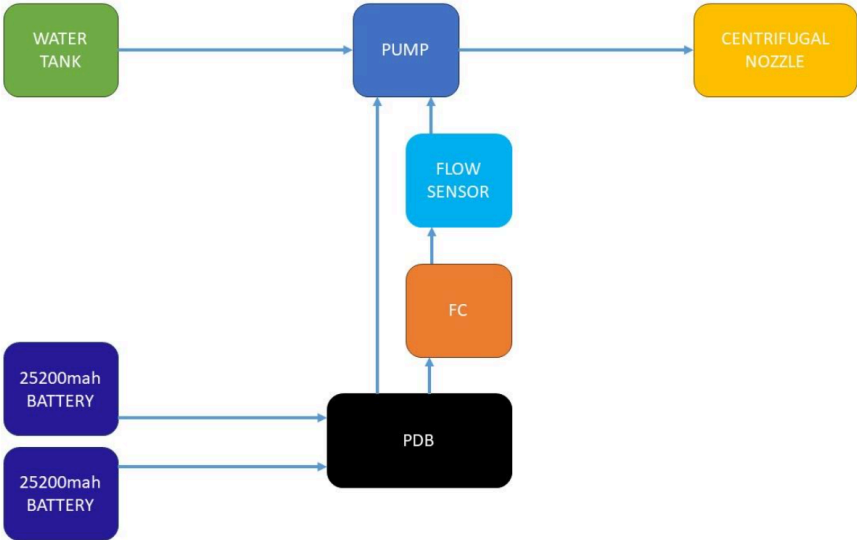 WATER
TANK
PUMP
CENTRIFUGAL
NOZZLE
FLOW
SENSOR
FC
25200mah
BATTERY
PDB
25200mah
BATTERY